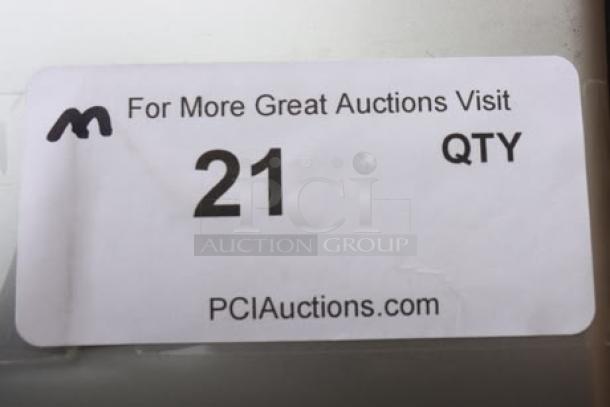 m For More Great Auctions Visit
21 QTY
PCI
AUCTION GROUP
PCIAuctions.com